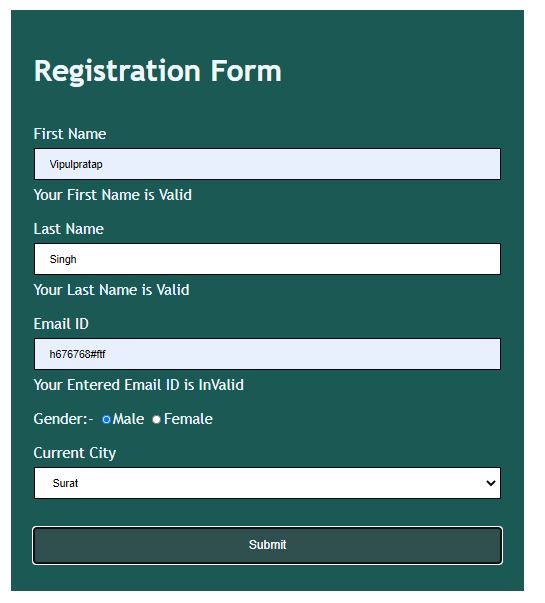 Registration Form
First Name
Vipulpratap
Your First Name is Valid
Last Name
Singh
Your Last Name is Valid
Email ID
h676768#ftf
Your Entered Email ID is InValid
Gender:- Male Female
Current City
Surat
Submit